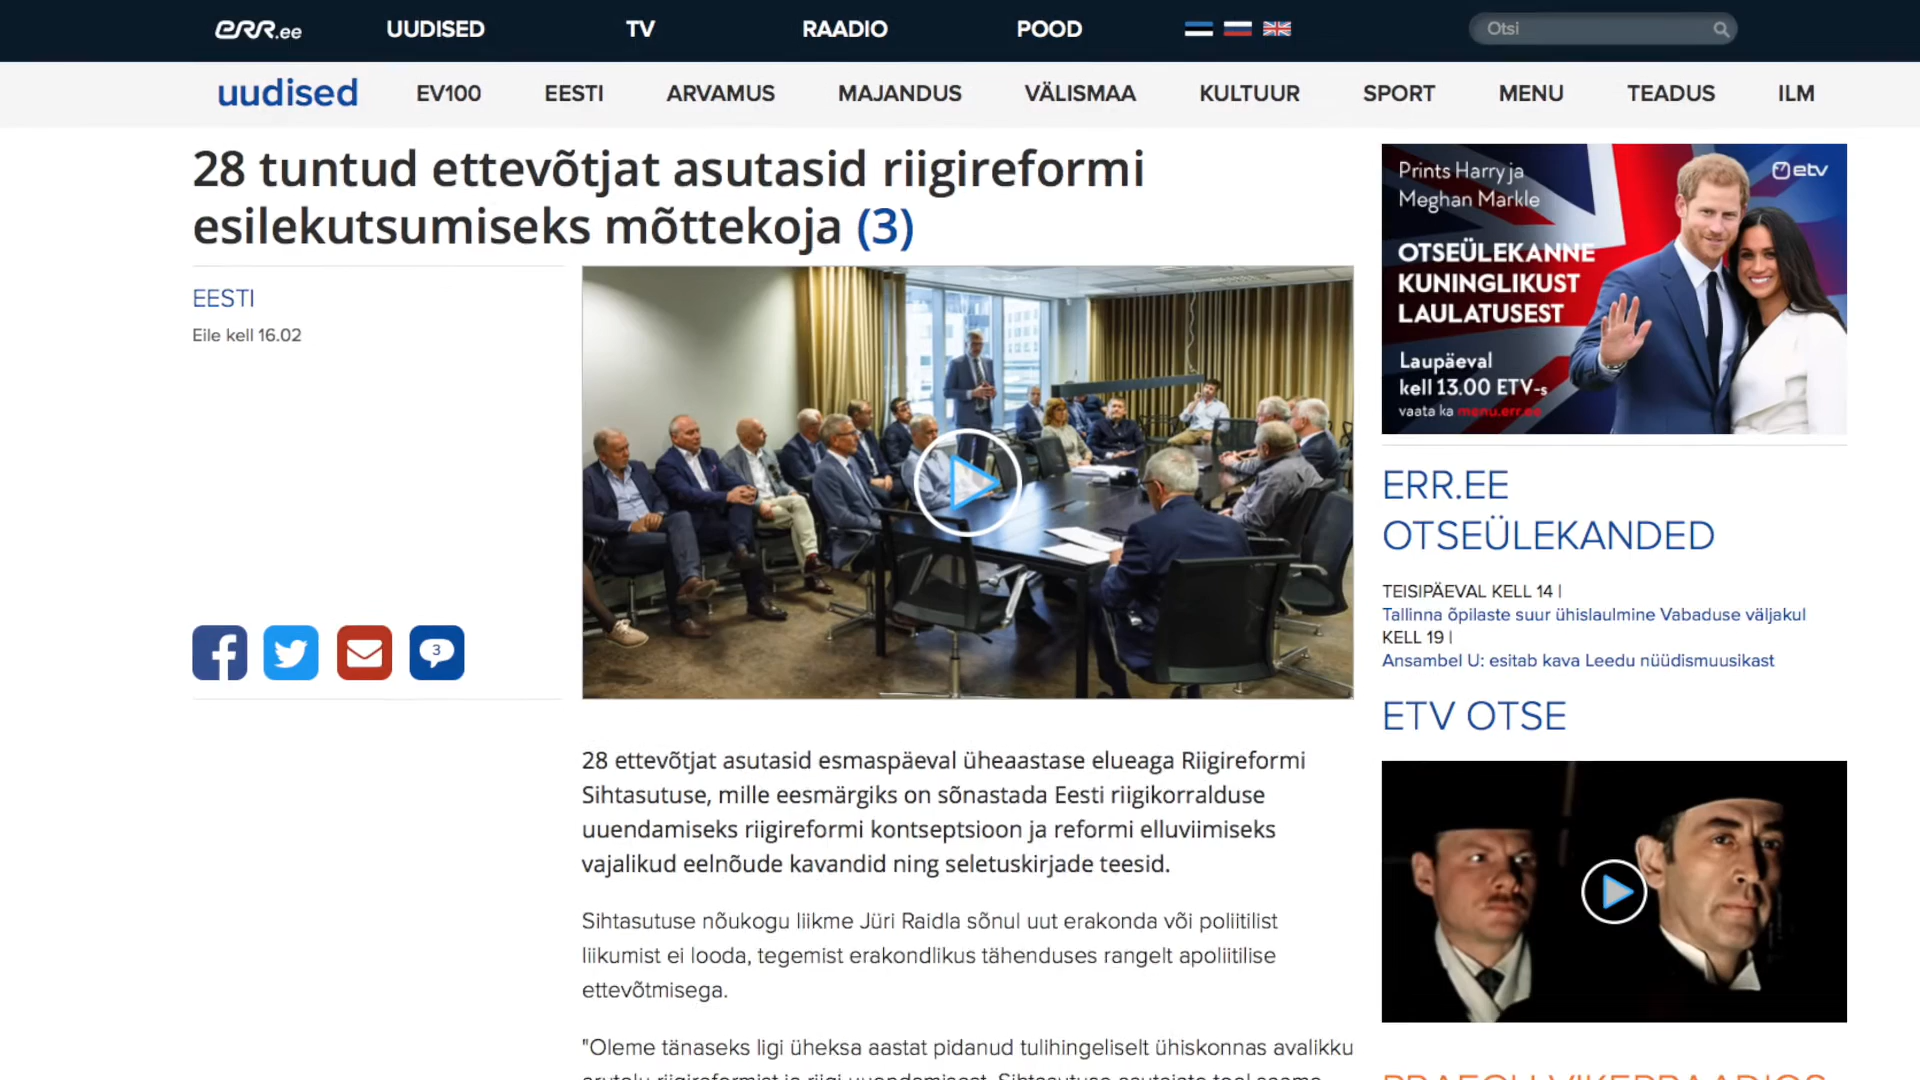 err.ee UUDISED TV RAADIO POOD Otsi
uudised EV100 EESTI ARVAMUS MAJANDUS VÄLISMAA KULTUUR SPORT MENU TEADUS ILM
28 tuntud ettevõtjat asutasid riigireformi
esilekutsumiseks mõttekoja (3)
EESTI
Eile kell 16.02
3
28 ettevõtjat asutasid esmaspäeval üheaastase elueaga Riigireformi
Sihtasutuse, mille eesmärgiks on sõnastada Eesti riigikorralduse
uuendamiseks riigireformi kontseptsioon ja reformi elluviimiseks
vajalikud eelnõude kavandid ning seletuskirjade teesid.
Sihtasutuse nõukogu liikme Jüri Raidla sõnul uut erakonda või poliitilist
liikumist ei looda, tegemist erakondlikus tähenduses rangelt apoliitilise
ettevõtmisega.
"Oleme tänaseks ligi üheksa aastat pidanud tulihingeliselt ühiskonnas avalikku
Prints Harry ja
Meghan Markle
etv
OTSEÜLEKANNE
KUNINGLIKUST
LAULATUSEST
Laupäeval
kell 13.00 ETV-s
vaata ka menu.err.ee
ERR.EE
OTSEÜLEKANDED
TEISIPÄEVAL KELL 14 |
Tallinna õpilaste suur ühislaulmine Vabaduse väljakul
KELL 19 |
Ansambel U: esitab kava Leedu nüüdismuusikast
ETV OTSE